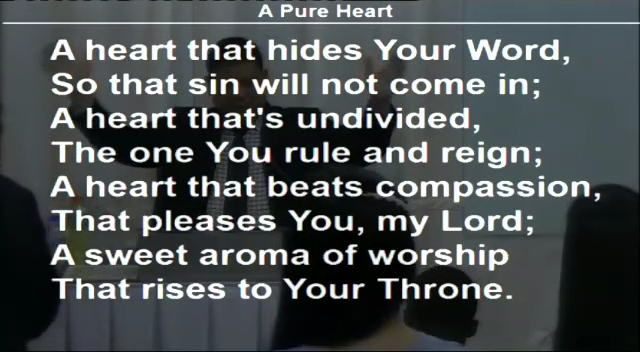 A Pure Heart
A heart that hides Your Word,
So that sin will not come in;
A heart that's undivided,
The one You rule and reign;
A heart that beats compassion,
That pleases You, my Lord;
A sweet aroma of worship
That rises to Your Throne.